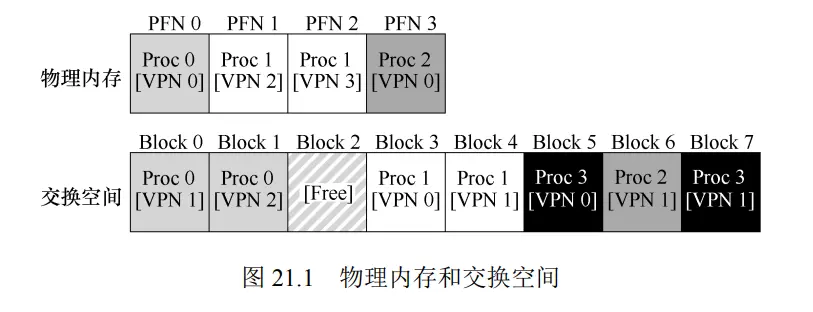 PFN 0 PFN 1 PFN 2 PFN 3
物理内存
Proc 0 Proc 1 Proc 1 Proc 2
[VPN 0] [VPN 2] [VPN 3] [VPN 0]
Block 0 Block 1 Block 2 Block 3 Block 4 Block 5 Block 6 Block 7
交换空间
Proc 0 Proc 0 [Free] Proc 1 Proc 1 Proc 3 Proc 2 Proc 3
[VPN 1] [VPN 2] [VPN 0] [VPN 1] [VPN 0] [VPN 1] [VPN 1]
图 21.1 物理内存和交换空间